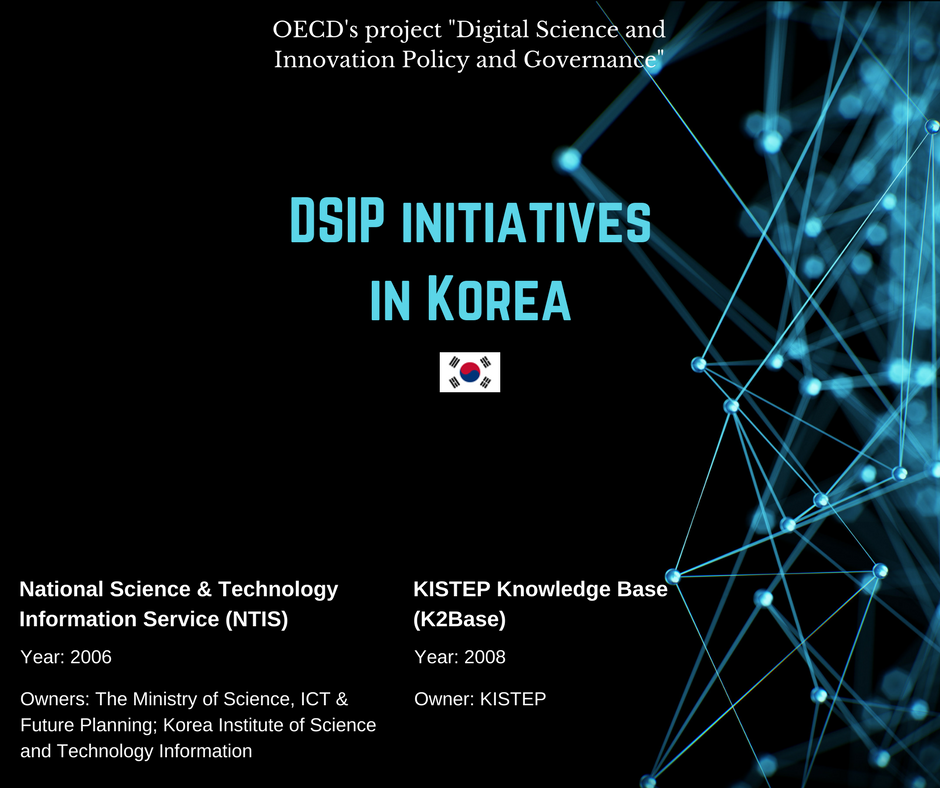 OECD's project "Digital Science and
Innovation Policy and Governance"
DSIP INITIATIVES
IN KOREA
National Science & Technology
Information Service (NTIS)
Year: 2006
Owners: The Ministry of Science, ICT &
Future Planning; Korea Institute of Science
and Technology Information
KISTEP Knowledge Base
(K2Base)
Year: 2008
Owner: KISTEP